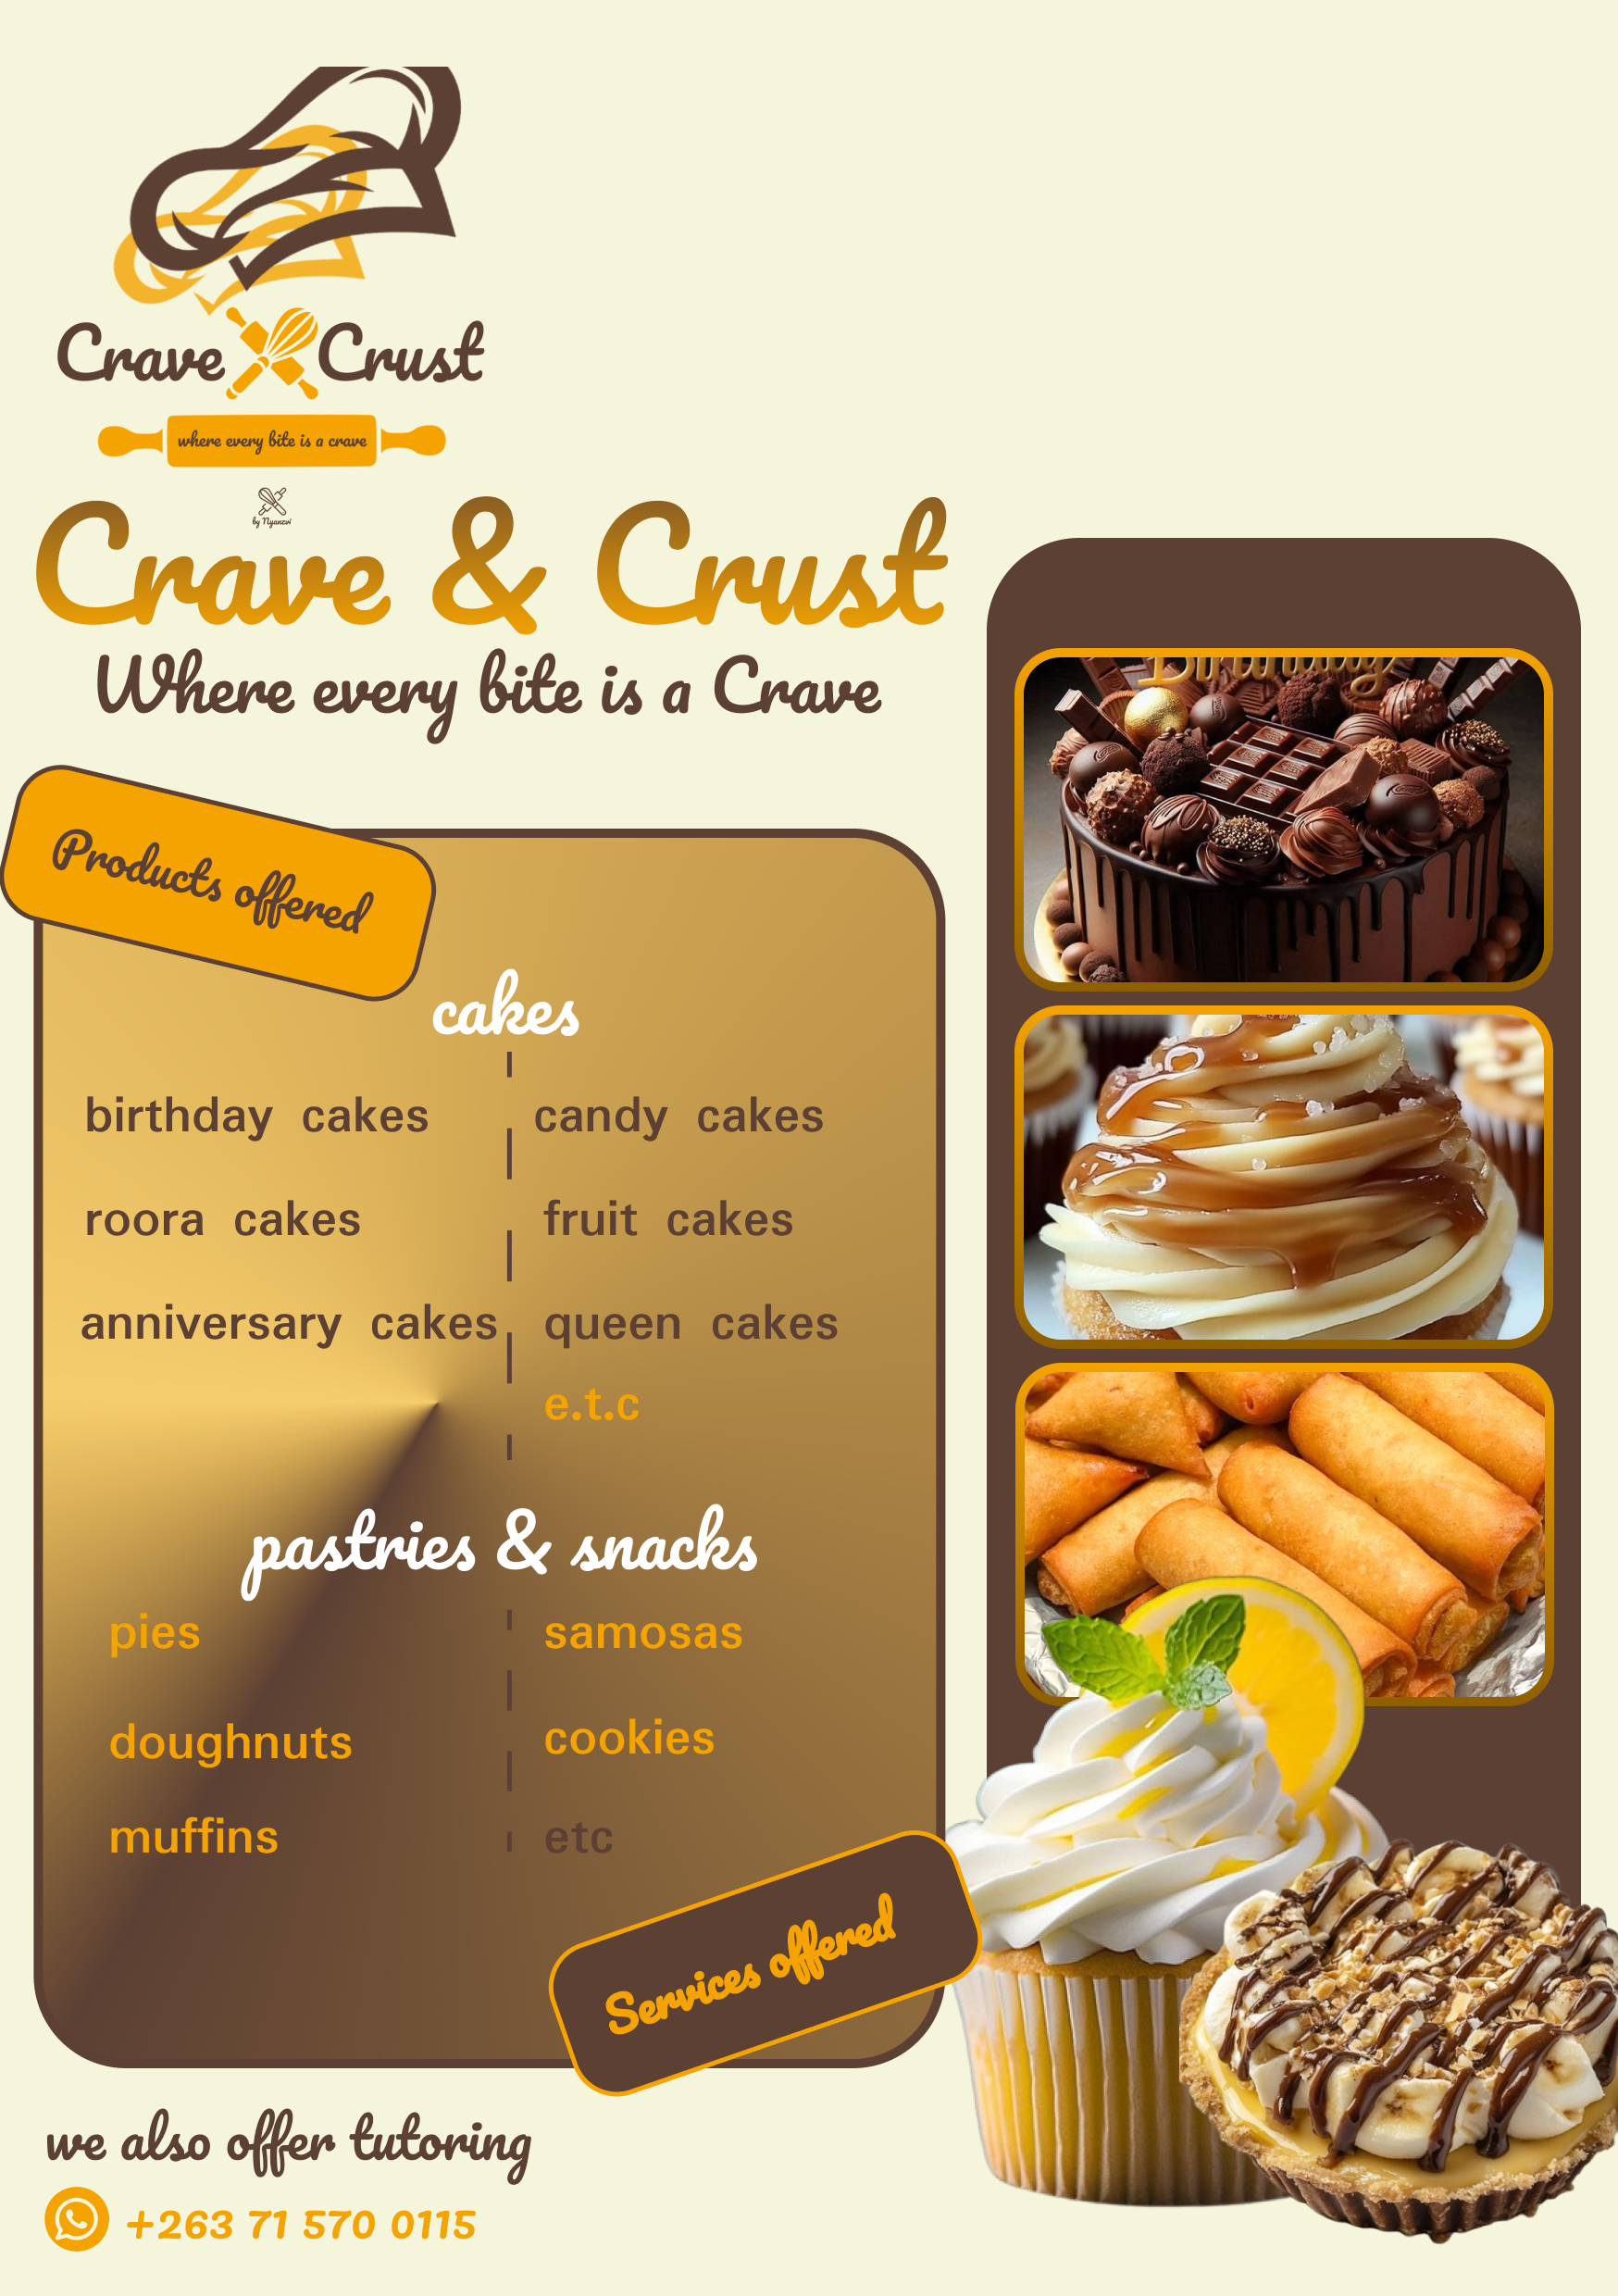 Crave Crust
where every bite is a crave
by Nyanzvi
Crave & Crust
Where every bite is a Crave
Birthday
Products offered
cakes
birthday cakes
candy cakes
roora cakes
fruit cakes
anniversary cakes
queen cakes
e.t.c
pastries & snacks
pies
samosas
doughnuts
cookies
muffins
etc
Services offered
we also offer tutoring
+263 71 570 0115